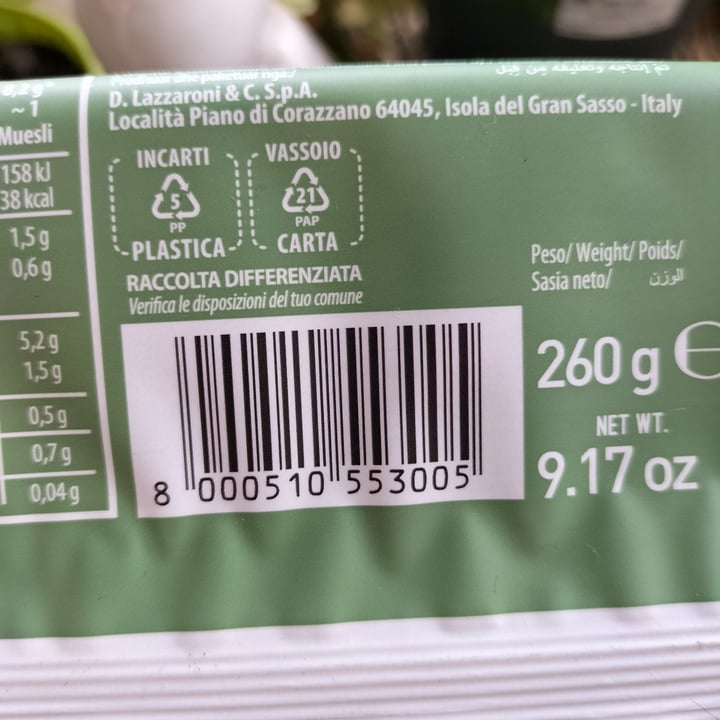 8,2 g*
~ 1
Muesli
158 kJ
38 kcal
1,5 g
0,6 g
5,2 g
1,5 g
0,5 g
0,7 g
0,04 g
D. Lazzaroni & C. S.p.A.
Località Piano di Corazzano 64045, Isola del Gran Sasso - Italy
INCARTI
5
PP
PLASTICA
VASSOIO
21
PAP
CARTA
RACCOLTA DIFFERENZIATA
Verifica le disposizioni del tuo comune
8 000510 553005
Peso/ Weight/ Poids/
Sasia neto/ الوزن
260 g e
NET WT.
9.17 oz